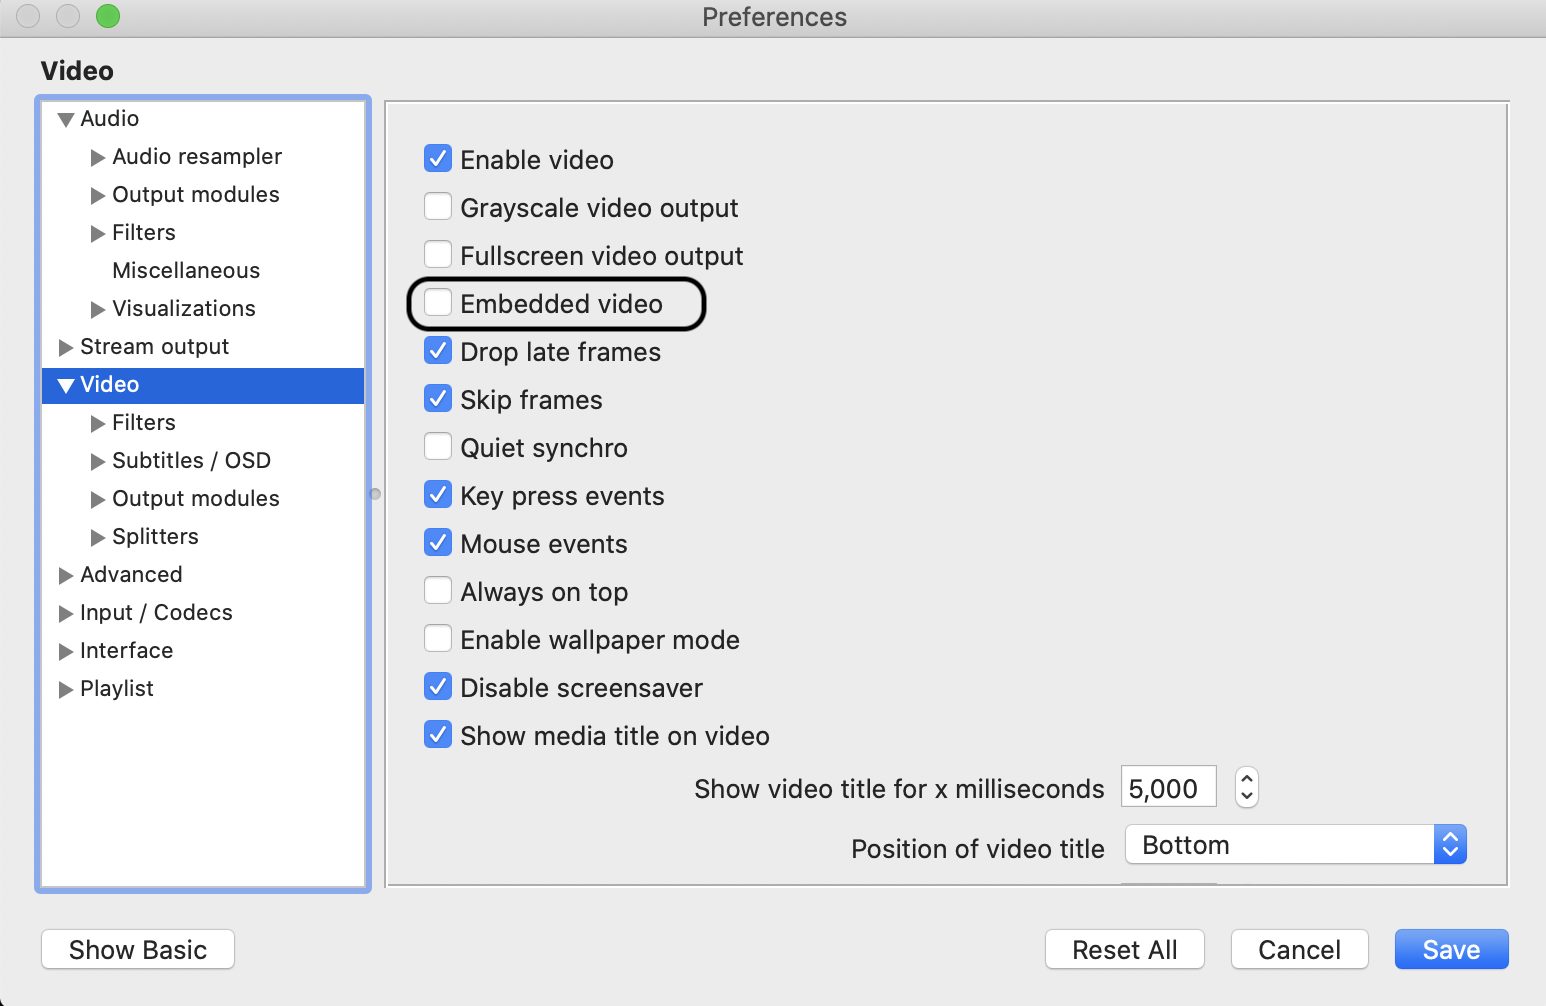 Preferences
Video
Audio
Audio resampler
Output modules
Filters
Miscellaneous
Visualizations
Stream output
Video
Filters
Subtitles / OSD
Output modules
Splitters
Advanced
Input / Codecs
Interface
Playlist
Enable video
Grayscale video output
Fullscreen video output
Embedded video
Drop late frames
Skip frames
Quiet synchro
Key press events
Mouse events
Always on top
Enable wallpaper mode
Disable screensaver
Show media title on video
Show video title for x milliseconds 5,000
Position of video title Bottom
Show Basic Reset All Cancel Save